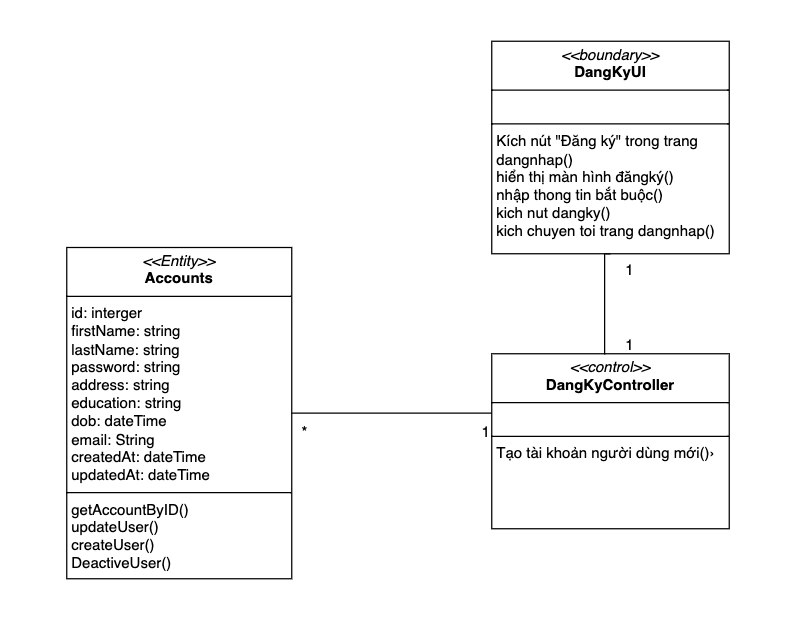 <<boundary>>
DangKyUI
Kích nút "Đăng ký" trong trang
dangnhap()
hiển thị màn hình đăngký()
nhập thong tin bắt buộc()
kich nut dangky()
kich chuyen toi trang dangnhap()
1
1
<<Entity>>
Accounts
id: interger
firstName: string
lastName: string
password: string
address: string
education: string
dob: dateTime
email: String
createdAt: dateTime
updatedAt: dateTime
getAccountByID()
updateUser()
createUser()
DeactiveUser()
*
1
<<control>>
DangKyController
Tạo tài khoản người dùng mới()›